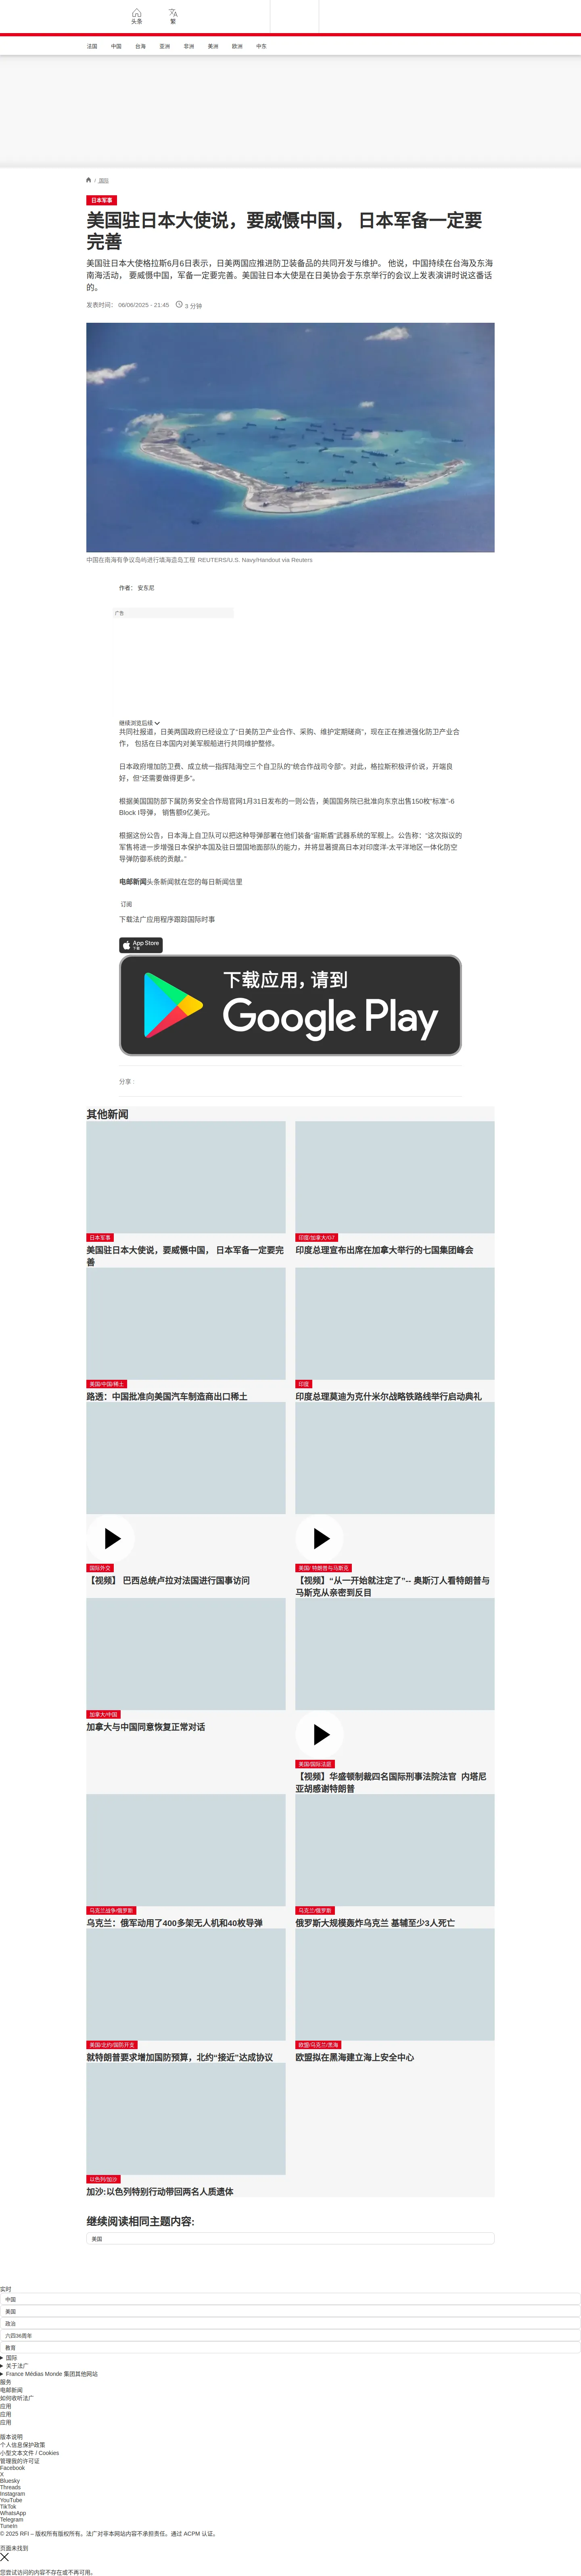 头条
繁
法国
中国
台海
亚洲
非洲
美洲
欧洲
中东
/ 国际
日本军事
美国驻日本大使说，要威慑中国， 日本军备一定要
完善
美国驻日本大使格拉斯6月6日表示，日美两国应推进防卫装备品的共同开发与维护。 他说，中国持续在台海及东海
南海活动， 要威慑中国，军备一定要完善。美国驻日本大使是在日美协会于东京举行的会议上发表演讲时说这番话
的。
发表时间： 06/06/2025 - 21:45
3 分钟
中国在南海有争议岛屿进行填海造岛工程 REUTERS/U.S. Navy/Handout via Reuters
作者： 安东尼
广告
继续浏览后续
共同社报道，日美两国政府已经设立了“日美防卫产业合作、采购、维护定期磋商”，现在正在推进强化防卫产业合
作， 包括在日本国内对美军舰船进行共同维护整修。
日本政府增加防卫费、成立统一指挥陆海空三个自卫队的“统合作战司令部”。对此，格拉斯积极评价说，开端良
好，但“还需要做得更多”。
根据美国国防部下属防务安全合作局官网1月31日发布的一则公告，美国国务院已批准向东京出售150枚“标准”-6
Block I导弹， 销售额9亿美元。
根据这份公告，日本海上自卫队可以把这种导弹部署在他们装备“宙斯盾”武器系统的军舰上。公告称：“这次拟议的
军售将进一步增强日本保护本国及驻日盟国地面部队的能力，并将显著提高日本对印度洋-太平洋地区一体化防空
导弹防御系统的贡献。”
电邮新闻头条新闻就在您的每日新闻信里
订阅
下载法广应用程序跟踪国际时事
App Store
下载
下载应用，请到
Google Play
分享 :
其他新闻
日本军事
美国驻日本大使说，要威慑中国， 日本军备一定要完
善
印度/加拿大/G7
印度总理宣布出席在加拿大举行的七国集团峰会
美国/中国/稀土
路透：中国批准向美国汽车制造商出口稀土
印度
印度总理莫迪为克什米尔战略铁路线举行启动典礼
国际外交
【视频】 巴西总统卢拉对法国进行国事访问
美国/ 特朗普与马斯克
【视频】“从一开始就注定了”-- 奥斯汀人看特朗普与
马斯克从亲密到反目
加拿大/中国
加拿大与中国同意恢复正常对话
美国/国际法庭
【视频】华盛顿制裁四名国际刑事法院法官 内塔尼
亚胡感谢特朗普
乌克兰战争/俄罗斯
乌克兰：俄军动用了400多架无人机和40枚导弹
乌克兰/俄罗斯
俄罗斯大规模轰炸乌克兰 基辅至少3人死亡
美国/北约/国防开支
就特朗普要求增加国防预算，北约“接近”达成协议
欧盟/乌克兰/黑海
欧盟拟在黑海建立海上安全中心
以色列/加沙
加沙:以色列特别行动带回两名人质遗体
继续阅读相同主题内容:
美国
实时
中国
美国
政治
六四36周年
教育
国际
关于法广
France Médias Monde 集团其他网站
服务
电邮新闻
如何收听法广
应用
应用
应用
版本说明
个人信息保护政策
小型文本文件 / Cookies
管理我的许可证
Facebook
X
Bluesky
Threads
Instagram
YouTube
TikTok
WhatsApp
Telegram
TuneIn
© 2025 RFI – 版权所有版权所有。法广对非本网站内容不承担责任。通过 ACPM 认证。
页面未找到
您尝试访问的内容不存在或不再可用。